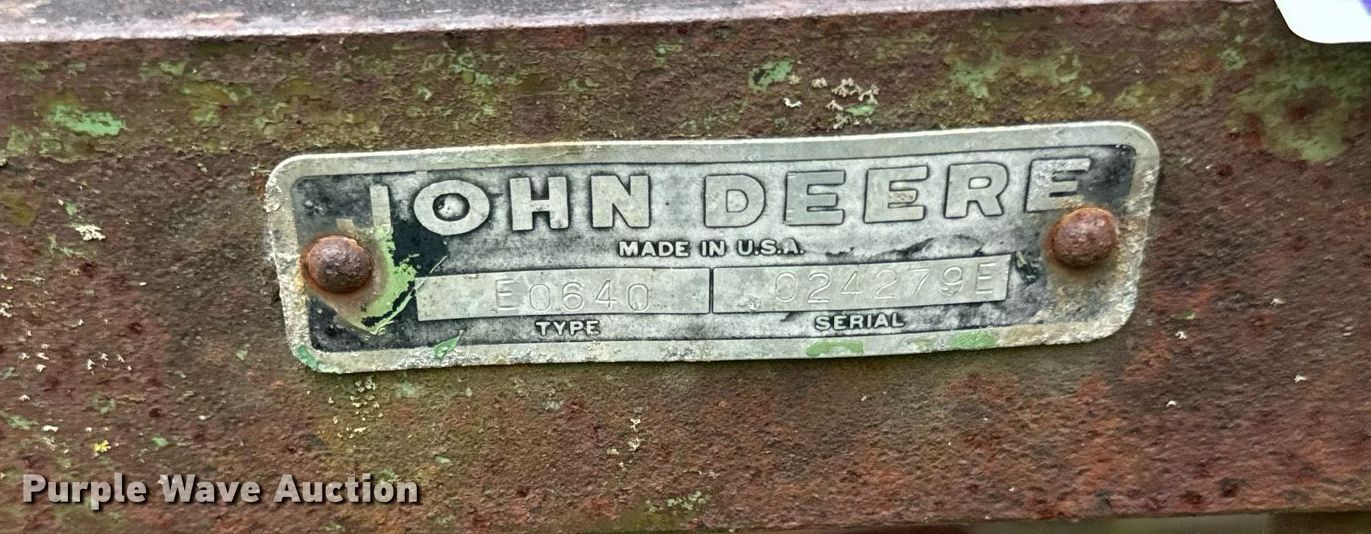 JOHN DEERE
MADE IN U.S.A.
E0640 024279E
TYPE SERIAL
Purple Wave Auction